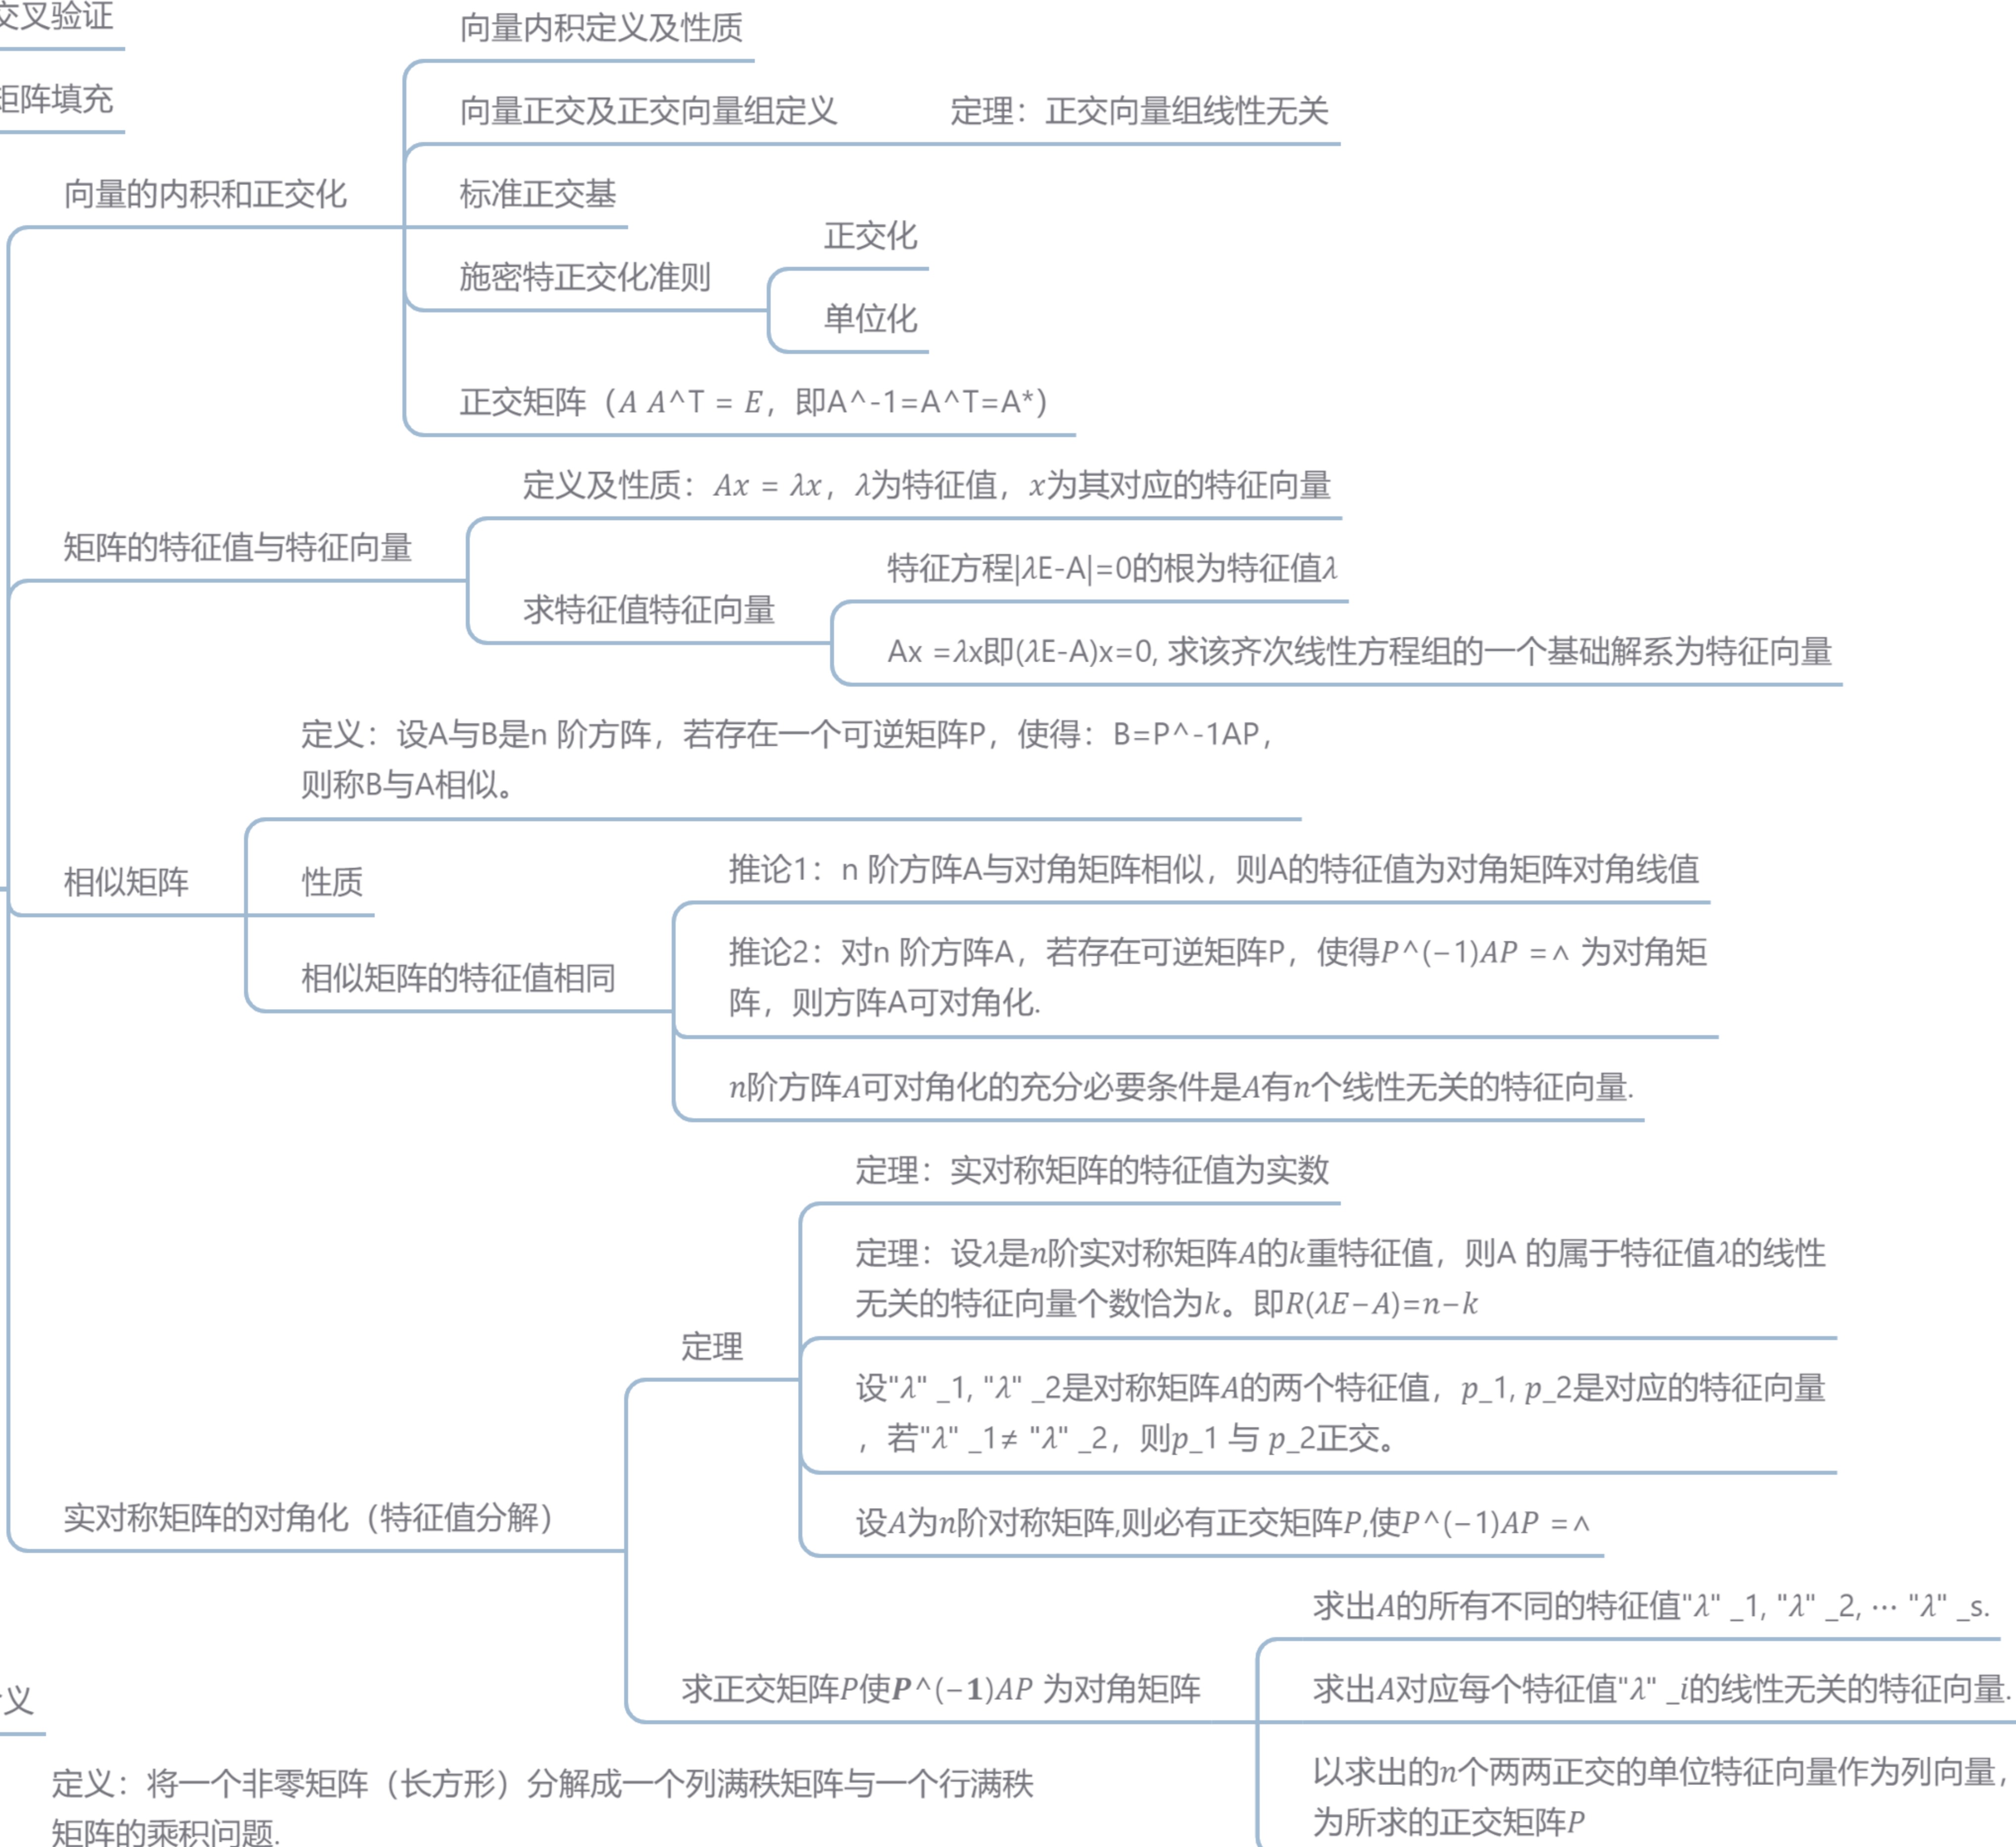 交叉验证
矩阵填充
向量的内积和正交化
向量内积定义及性质
向量正交及正交向量组定义
定理：正交向量组线性无关
标准正交基
施密特正交化准则
正交化
单位化
正交矩阵（A A^T = E，即A^-1=A^T=A*）
矩阵的特征值与特征向量
定义及性质：Ax = λx，λ为特征值，x为其对应的特征向量
求特征值特征向量
特征方程|λE-A|=0的根为特征值λ
Ax =λx即(λE-A)x=0, 求该齐次线性方程组的一个基础解系为特征向量
相似矩阵
定义：设A与B是n 阶方阵，若存在一个可逆矩阵P，使得：B=P^-1AP，
则称B与A相似。
性质
相似矩阵的特征值相同
推论1：n 阶方阵A与对角矩阵相似，则A的特征值为对角矩阵对角线值
推论2：对n 阶方阵A，若存在可逆矩阵P，使得P^(−1)AP =∧ 为对角矩
阵，则方阵A可对角化.
n阶方阵A可对角化的充分必要条件是A有n个线性无关的特征向量.
实对称矩阵的对角化（特征值分解）
定理
定理：实对称矩阵的特征值为实数
定理：设λ是n阶实对称矩阵A的k重特征值，则A 的属于特征值λ的线性
无关的特征向量个数恰为k。即R(λE−A)=n−k
设"λ" _1, "λ" _2是对称矩阵A的两个特征值，p_1, p_2是对应的特征向量
，若"λ" _1≠ "λ" _2，则p_1 与 p_2正交。
设A为n阶对称矩阵,则必有正交矩阵P,使P^(−1)AP =∧
求正交矩阵P使P^(−1)AP 为对角矩阵
求出A的所有不同的特征值"λ" _1, "λ" _2, ⋯ "λ" _s.
求出A对应每个特征值"λ" _i的线性无关的特征向量.
以求出的n个两两正交的单位特征向量作为列向量，
为所求的正交矩阵P
义
定义：将一个非零矩阵（长方形）分解成一个列满秩矩阵与一个行满秩
矩阵的乘积问题.